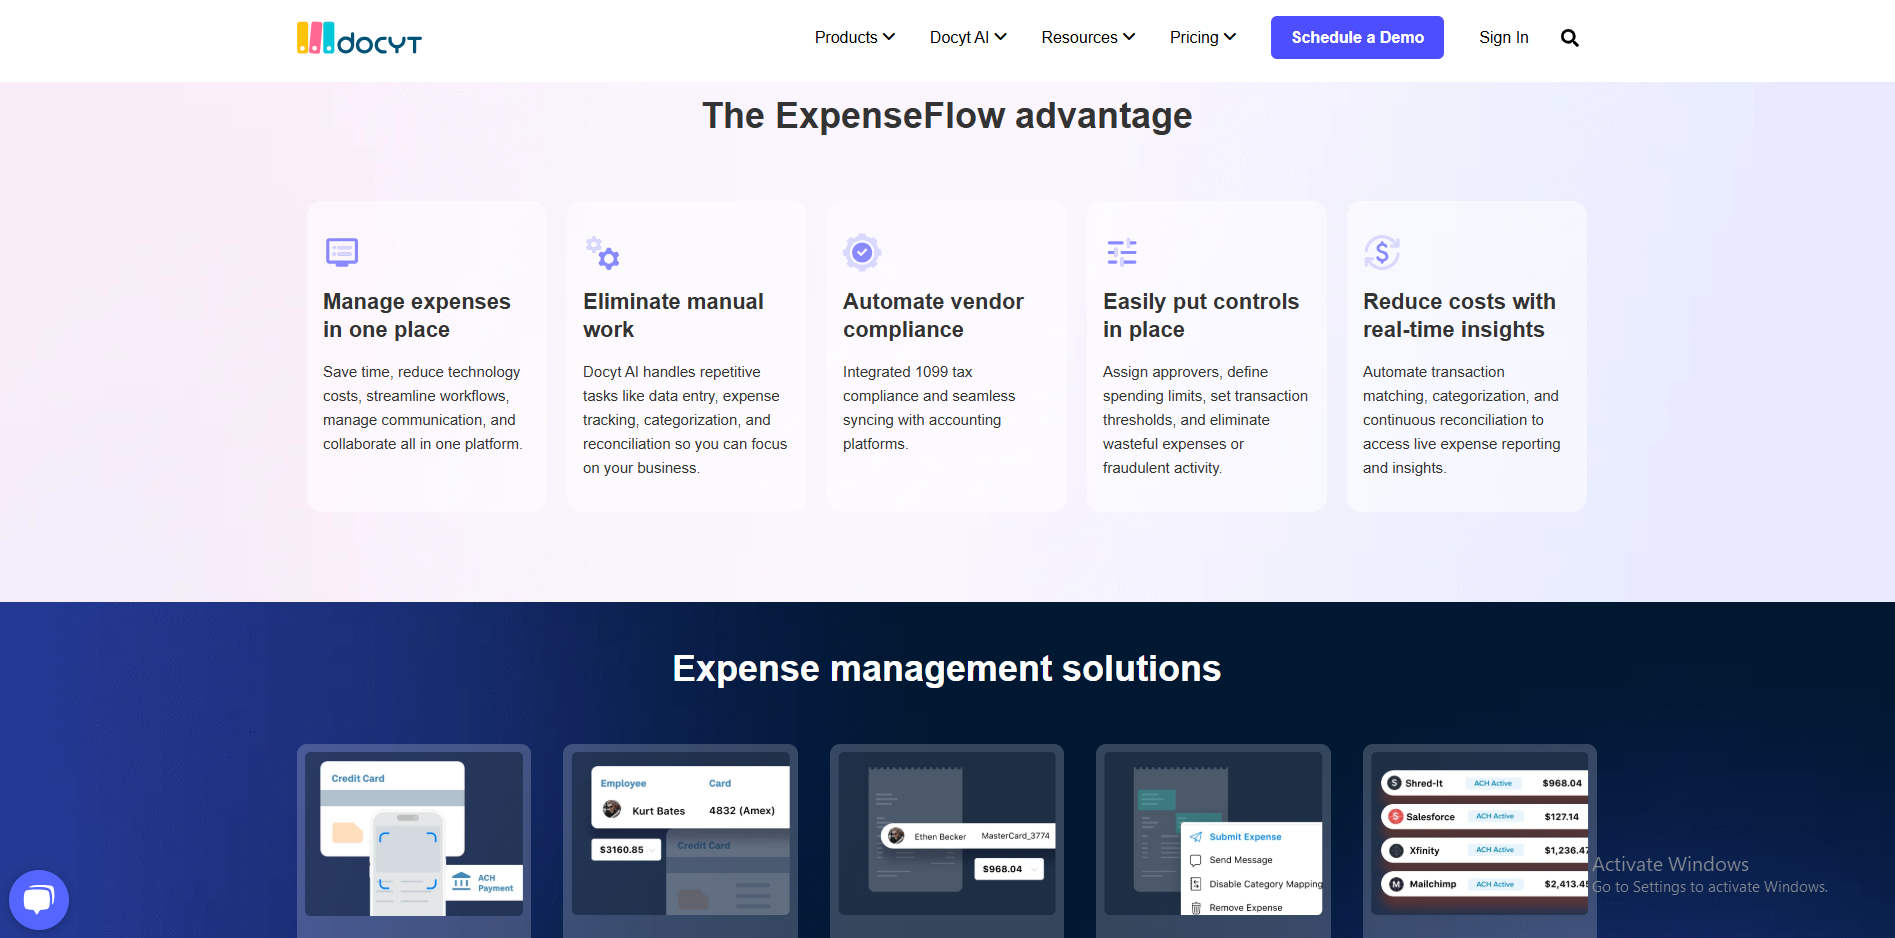 docyt
Products
Docyt AI
Resources
Pricing
Schedule a Demo
Sign In
The ExpenseFlow advantage
Manage expenses
in one place
Save time, reduce technology
costs, streamline workflows,
manage communication, and
collaborate all in one platform.
Eliminate manual
work
Docyt AI handles repetitive
tasks like data entry, expense
tracking, categorization, and
reconciliation so you can focus
on your business.
Automate vendor
compliance
Integrated 1099 tax
compliance and seamless
syncing with accounting
platforms.
Easily put controls
in place
Assign approvers, define
spending limits, set transaction
thresholds, and eliminate
wasteful expenses or
fraudulent activity.
Reduce costs with
real-time insights
Automate transaction
matching, categorization, and
continuous reconciliation to
access live expense reporting
and insights.
Expense management solutions
Credit Card
ACH
Payment
Employee Card
Kurt Bates 4832 (Amex)
$3160.85
Credit Card
Ethen Becker MasterCard_3774
$968.04
Submit Expense
Send Message
Disable Category Mapping
Remove Expense
S Shred-It ACH Active $968.04
S Salesforce ACH Active $127.14
Xfinity ACH Active $1,236.47
M Mailchimp ACH Active $2,413.45
Activate Windows
Go to Settings to activate Windows.